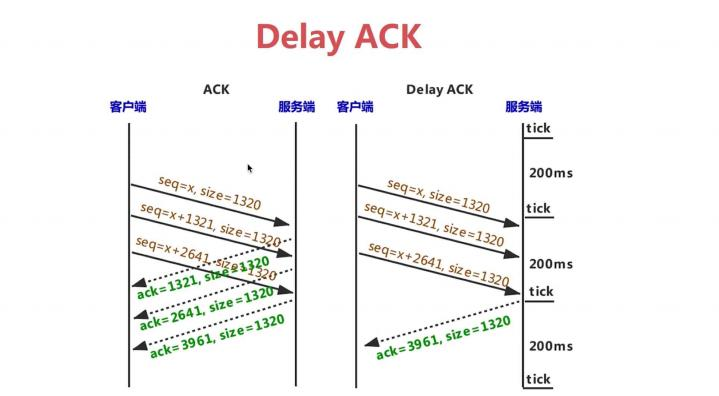 Delay ACK
ACK
客户端
服务端
seq=x, size=1320
seq=x+1321, size=1320
seq=x+2641, size=1320
ack=1321, size=1320
ack=2641, size=1320
ack=3961, size=1320
Delay ACK
客户端
服务端
seq=x, size=1320
seq=x+1321, size=1320
seq=x+2641, size=1320
ack=3961, size=1320
tick
200ms
tick
200ms
tick
200ms
tick